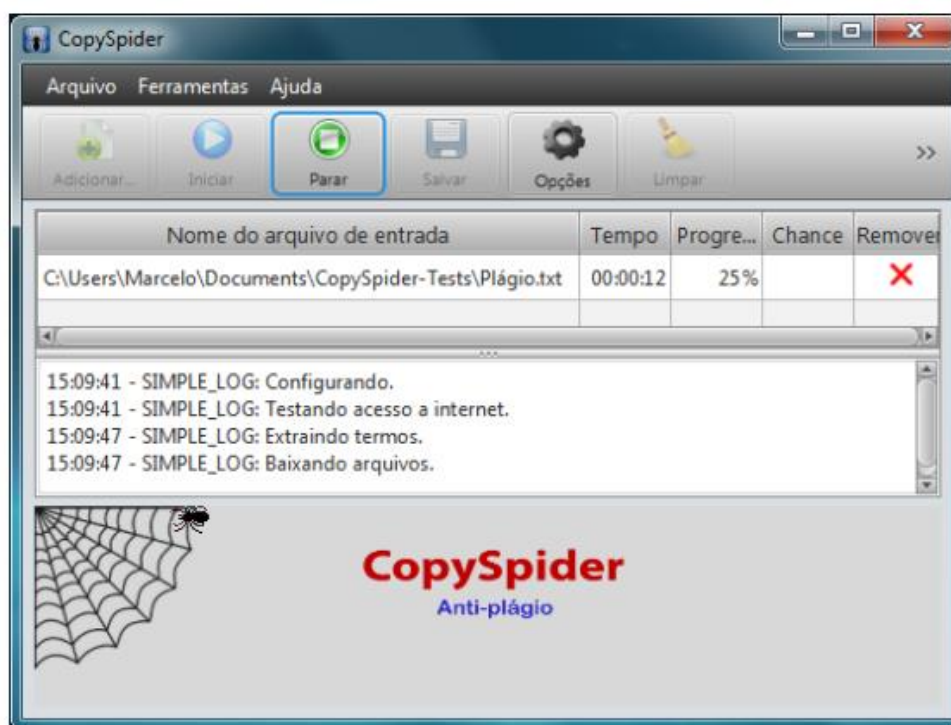 CopySpider
Arquivo Ferramentas Ajuda
Adicionar... Iniciar Parar Salvar Opções Limpar
Nome do arquivo de entrada Tempo Progre... Chance Remover
C:\Users\Marcelo\Documents\CopySpider-Tests\Plágio.txt 00:00:12 25%
15:09:41 - SIMPLE_LOG: Configurando.
15:09:41 - SIMPLE_LOG: Testando acesso a internet.
15:09:47 - SIMPLE_LOG: Extraindo termos.
15:09:47 - SIMPLE_LOG: Baixando arquivos.
CopySpider
Anti-plágio